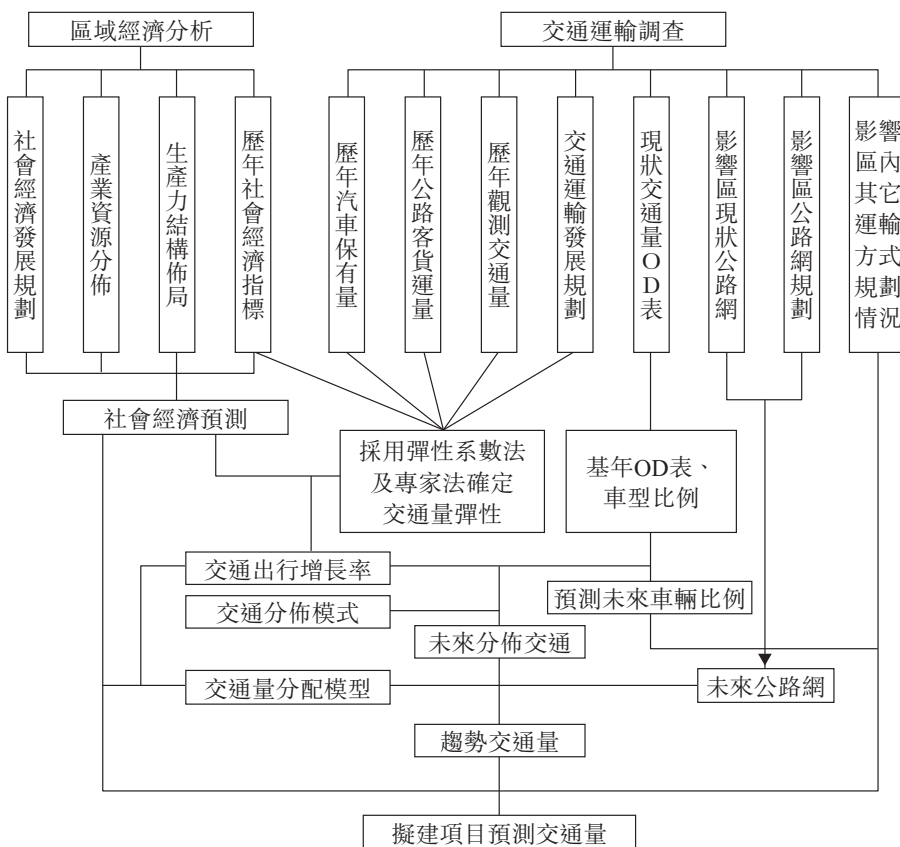 區域經濟分析
交通運輸調查
社會經濟發展規劃
產業資源分佈
生產力結構佈局
歷年社會經濟指標
歷年汽車保有量
歷年公路客貨運量
歷年觀測交通量
交通運輸發展規劃
現狀交通量OD表
影響區現狀公路網
影響區公路網規劃
影響
區內
其它
運輸
方式
規劃
情況
社會經濟預測
採用彈性系數法
及專家法確定
交通量彈性
基年OD表、
車型比例
交通出行增長率
預測未來車輛比例
交通分佈模式
未來分佈交通
交通量分配模型
未來公路網
趨勢交通量
擬建項目預測交通量